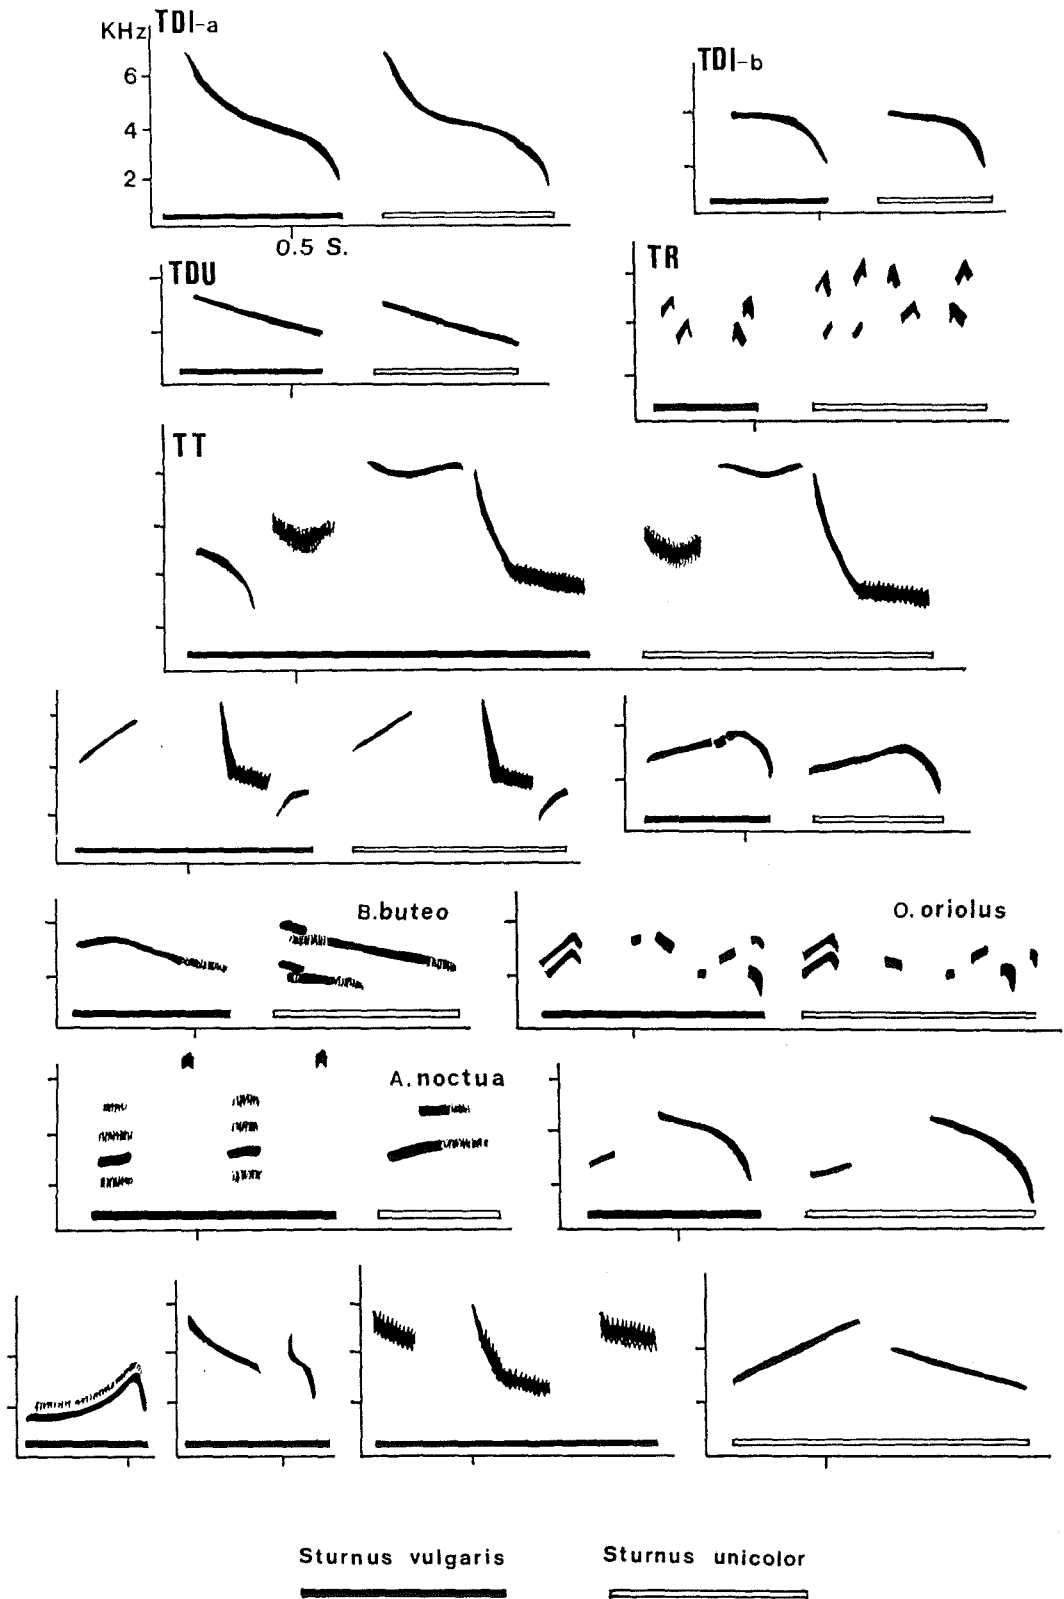 KHz TDI-a
TDI-b
6
4
2
0.5 S.
TDU
TR
TT
B.buteo
O. oriolus
A. noctua
Sturnus vulgaris
Sturnus unicolor